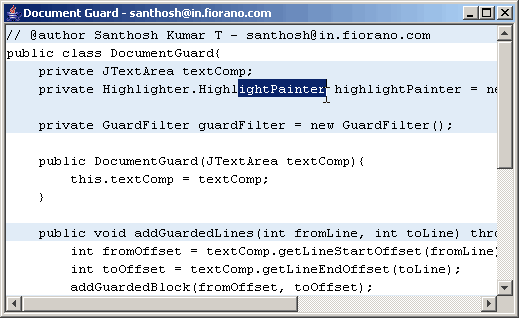 Document Guard - santhosh@in.fiorano.com
// @author Santhosh Kumar T - santhosh@in.fiorano.com
public class DocumentGuard{
    private JTextArea textComp;
    private Highlighter.HighlightPainter highlightPainter = ne
    private GuardFilter guardFilter = new GuardFilter();
    public DocumentGuard(JTextArea textComp){
        this.textComp = textComp;
    }
    public void addGuardedLines(int fromLine, int toLine) thro
        int fromOffset = textComp.getLineStartOffset(fromLine)
        int toOffset = textComp.getLineEndOffset(toLine);
        addGuardedBlock(fromOffset, toOffset);